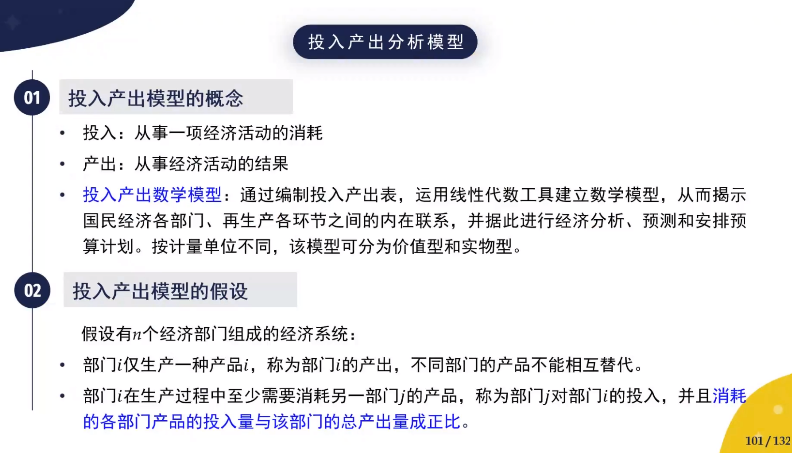 投入产出分析模型
01 投入产出模型的概念
• 投入：从事一项经济活动的消耗
• 产出：从事经济活动的结果
• 投入产出数学模型：通过编制投入产出表，运用线性代数工具建立数学模型，从而揭示
国民经济各部门、再生产各环节之间的内在联系，并据此进行经济分析、预测和安排预
算计划。按计量单位不同，该模型可分为价值型和实物型。
02 投入产出模型的假设
假设有n个经济部门组成的经济系统：
• 部门i仅生产一种产品i，称为部门i的产出，不同部门的产品不能相互替代。
• 部门i在生产过程中至少需要消耗另一部门j的产品，称为部门j对部门i的投入，并且消耗
的各部门产品的投入量与该部门的总产出量成正比。
101 / 132